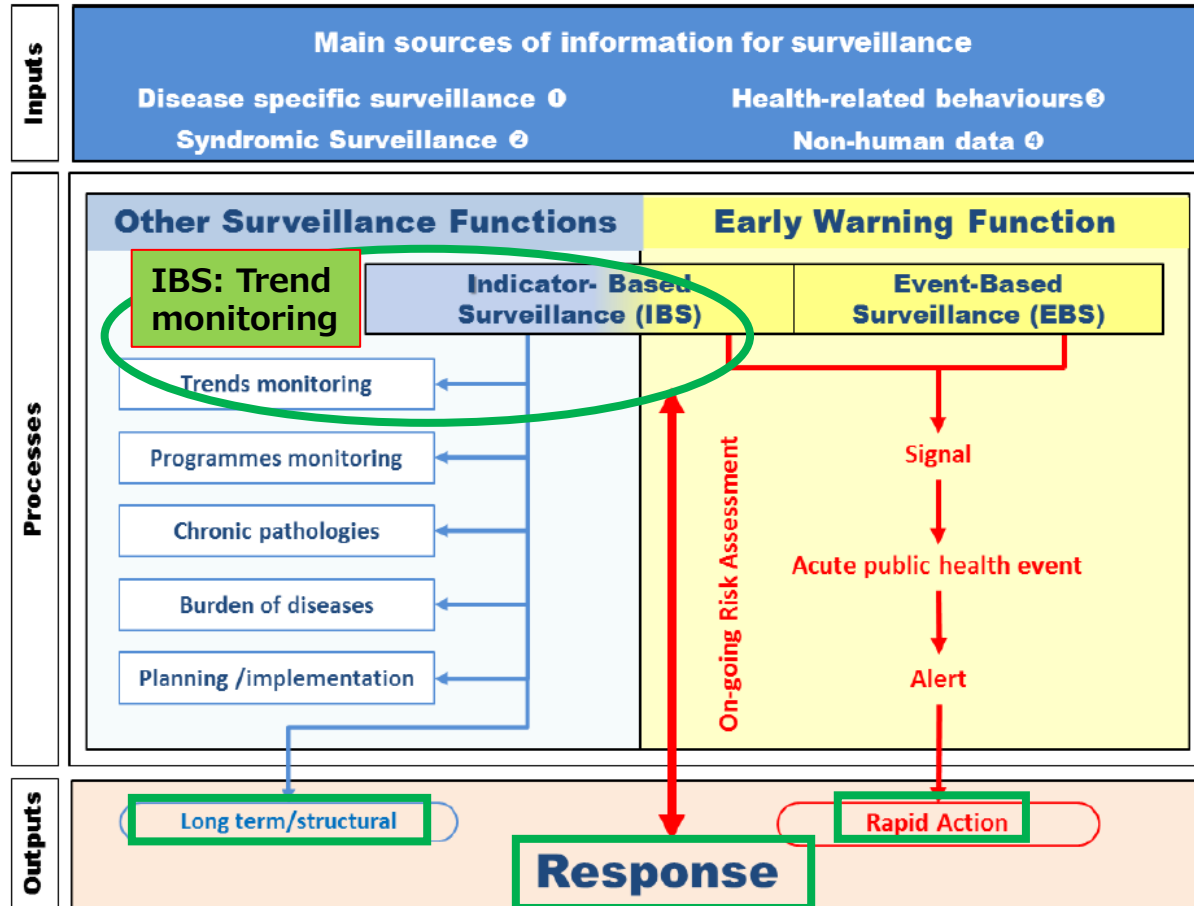 Inputs
Main sources of information for surveillance
Disease specific surveillance ❶
Health-related behaviours❸
Syndromic Surveillance ❷
Non-human data ❹
Processes
Other Surveillance Functions
Early Warning Function
IBS: Trend
monitoring
Indicator- Based
Surveillance (IBS)
Event-Based
Surveillance (EBS)
Trends monitoring
Programmes monitoring
Chronic pathologies
Burden of diseases
Planning /implementation
On-going Risk Assessment
Signal
Acute public health event
Alert
Outputs
Long term/structural
Rapid Action
Response